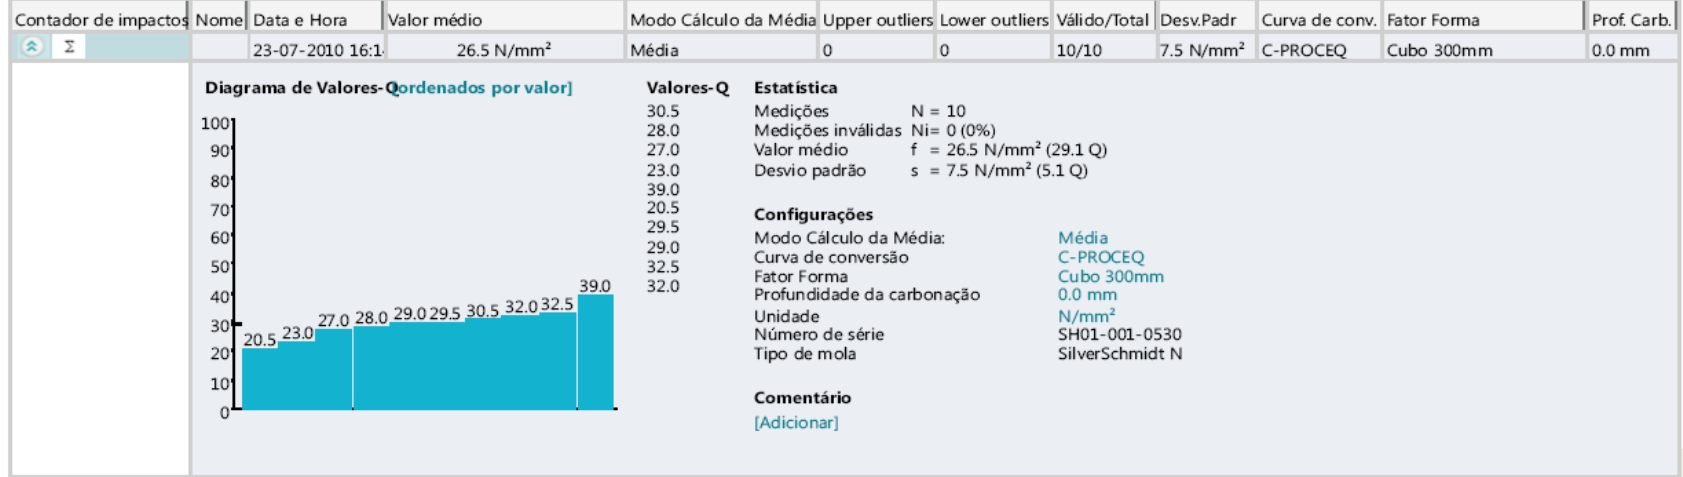 Contador de impactos Nome Data e Hora Valor médio Modo Cálculo da Média Upper outliers Lower outliers Válido/Total Desv.Padr Curva de conv. Fator Forma Prof. Carb.
Σ 23-07-2010 16:1 26.5 N/mm² Média 0 0 10/10 7.5 N/mm² C-PROCEQ Cubo 300mm 0.0 mm
Diagrama de Valores-Q[ordenados por valor]
100
90
80
70
60
50
40
30
20
10
0
20.5 23.0 27.0 28.0 29.0 29.5 30.5 32.0 32.5 39.0
Valores-Q
30.5
28.0
27.0
23.0
39.0
20.5
29.5
29.0
32.5
32.0
Estatística
Medições N = 10
Medições inválidas Ni= 0 (0%)
Valor médio f = 26.5 N/mm² (29.1 Q)
Desvio padrão s = 7.5 N/mm² (5.1 Q)
Configurações
Modo Cálculo da Média: Média
Curva de conversão C-PROCEQ
Fator Forma Cubo 300mm
Profundidade da carbonação 0.0 mm
Unidade N/mm²
Número de série SH01-001-0530
Tipo de mola SilverSchmidt N
Comentário
[Adicionar]